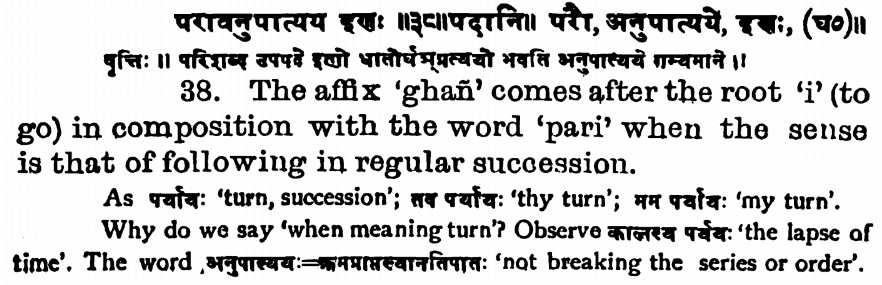 परावनुपात्यय इणः ॥३८॥पदानि॥ परौ, अनुपात्यये, इणः, (घ०)॥
वृत्तिः ॥ परिशब्द उपपदे इणो धातोर्घञ्प्रत्ययो भवति अनुपात्यये गम्यमाने ॥
38. The affix 'ghañ' comes after the root 'i' (to
go) in composition with the word 'pari' when the sense
is that of following in regular succession.
As पर्यायः 'turn, succession'; तव पर्यायः 'thy turn'; मम पर्यायः 'my turn'.
Why do we say 'when meaning turn'? Observe कालस्य पर्ययः 'the lapse of
time'. The word अनुपात्ययः=क्रमप्राप्तस्यानतिपातः 'not breaking the series or order'.